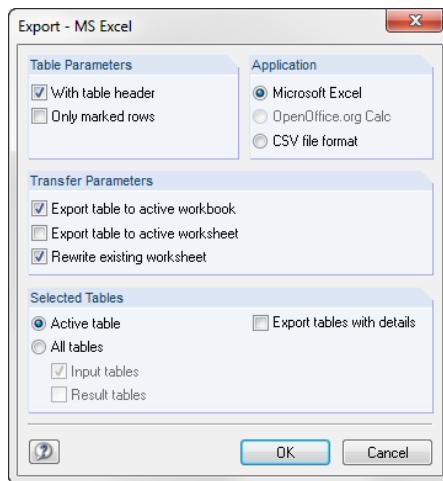 Export - MS Excel
Table Parameters
With table header
Only marked rows
Application
Microsoft Excel
OpenOffice.org Calc
CSV file format
Transfer Parameters
Export table to active workbook
Export table to active worksheet
Rewrite existing worksheet
Selected Tables
Active table
All tables
Input tables
Result tables
Export tables with details
OK
Cancel